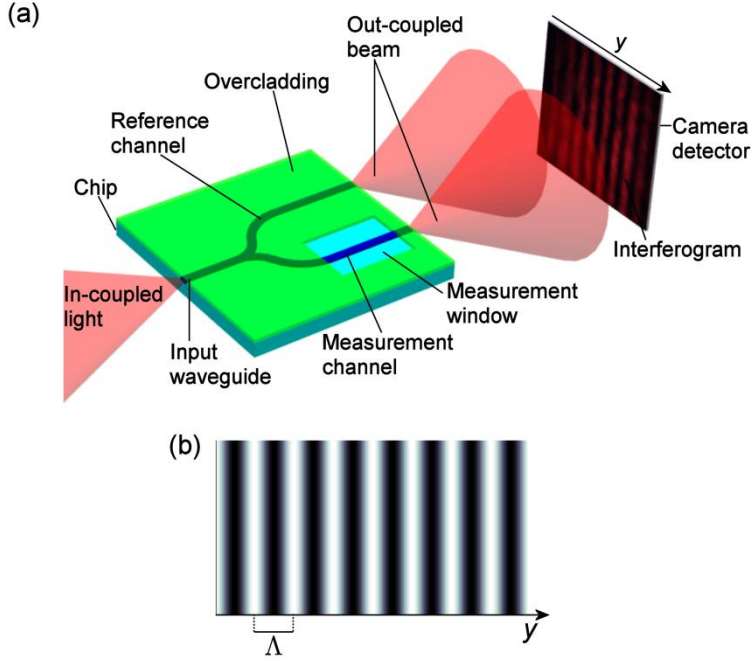 (a)
Out-coupled
beam
y
Overcladding
Reference
channel
Camera
detector
Chip
Interferogram
In-coupled
light
Measurement
window
Input
waveguide
Measurement
channel
(b)
y
Λ